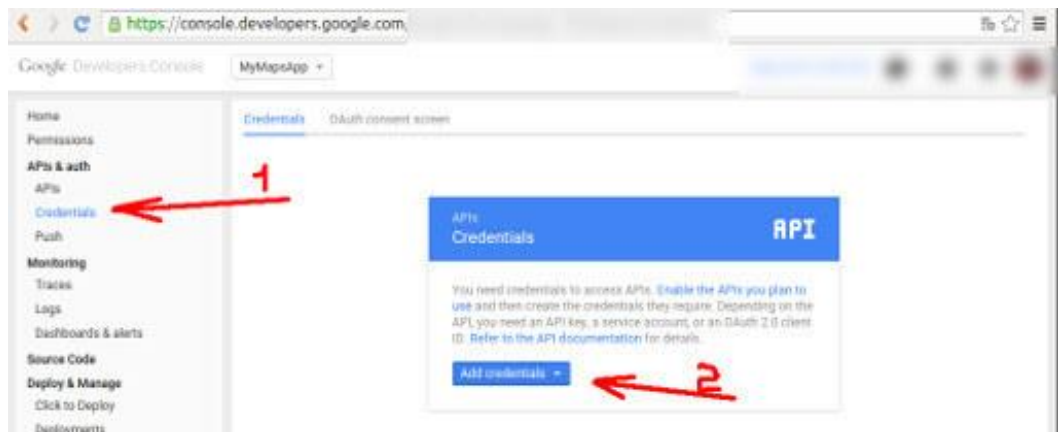 https://console.developers.google.com,
Google Developers Console MyMapsApp
Home
Permissions
APIs & auth
APIs
Credentials
Push
Monitoring
Traces
Logs
Dashboards & alerts
Source Code
Deploy & Manage
Click to Deploy
Deployments
Credentials OAuth consent screen
1
APIs
Credentials
API
You need credentials to access APIs. Enable the APIs you plan to
use and then create the credentials they require. Depending on the
API, you need an API key, a service account, or an OAuth 2.0 client
ID. Refer to the API documentation for details.
Add credentials
2